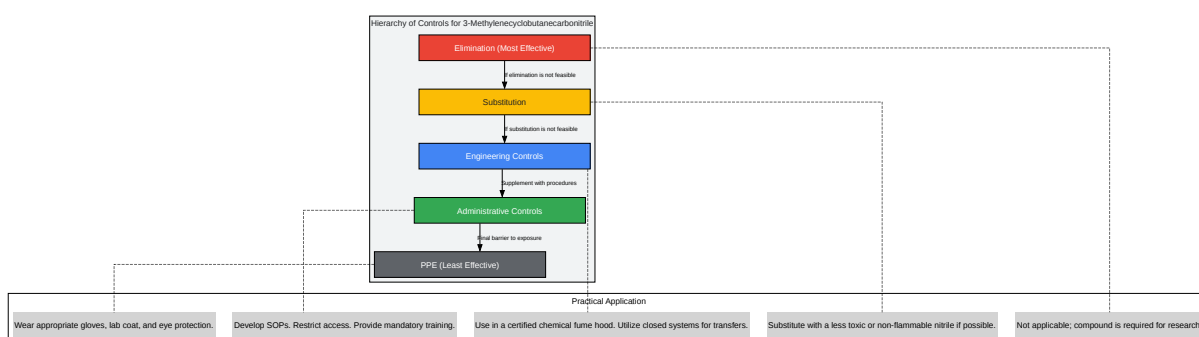 Hierarchy of Controls for 3-Methylenecyclobutanecarbonitrile
Elimination (Most Effective)
If elimination is not feasible
Substitution
If substitution is not feasible
Engineering Controls
Supplement with procedures
Administrative Controls
Final barrier to exposure
PPE (Least Effective)
Practical Application
Wear appropriate gloves, lab coat, and eye protection.
Develop SOPs. Restrict access. Provide mandatory training.
Use in a certified chemical fume hood. Utilize closed systems for transfers.
Substitute with a less toxic or non-flammable nitrile if possible.
Not applicable; compound is required for research